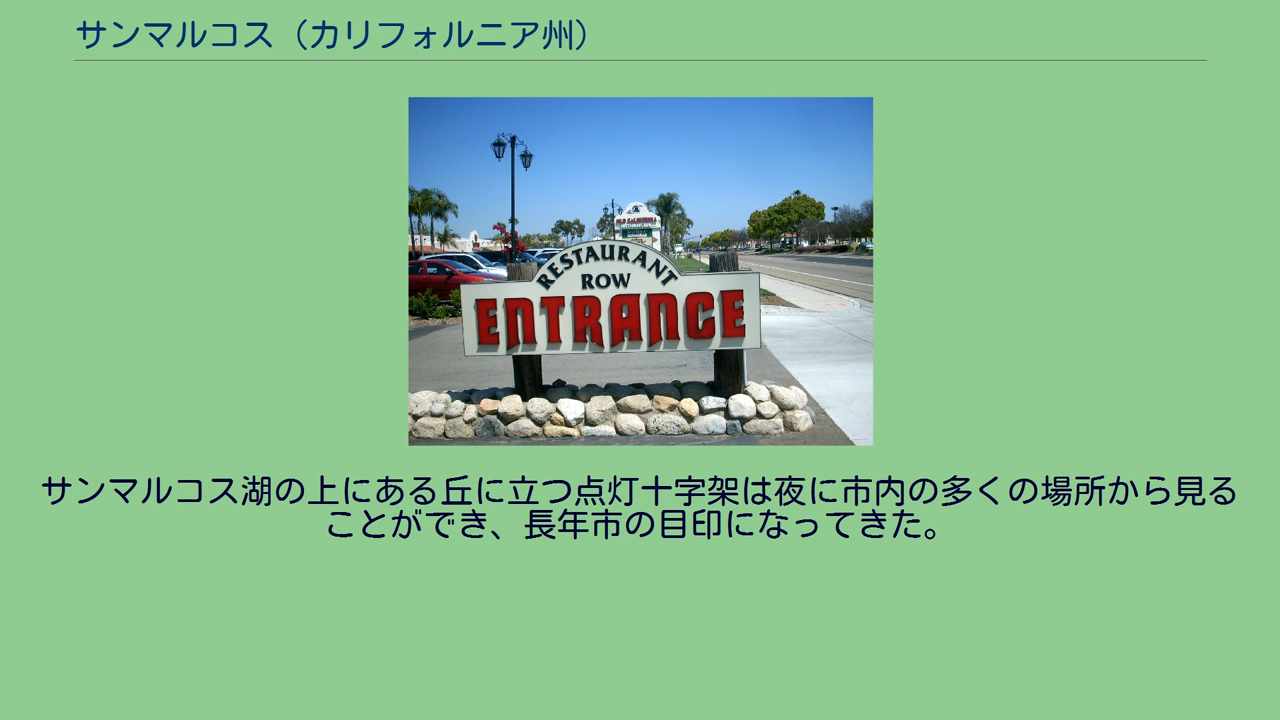 サンマルコス（カリフォルニア州）
OLD CALIFORNIA
RESTAURANT
ROW
ENTRANCE
サンマルコス湖の上にある丘に立つ点灯十字架は夜に市内の多くの場所から見る
ことができ、長年市の目印になってきた。